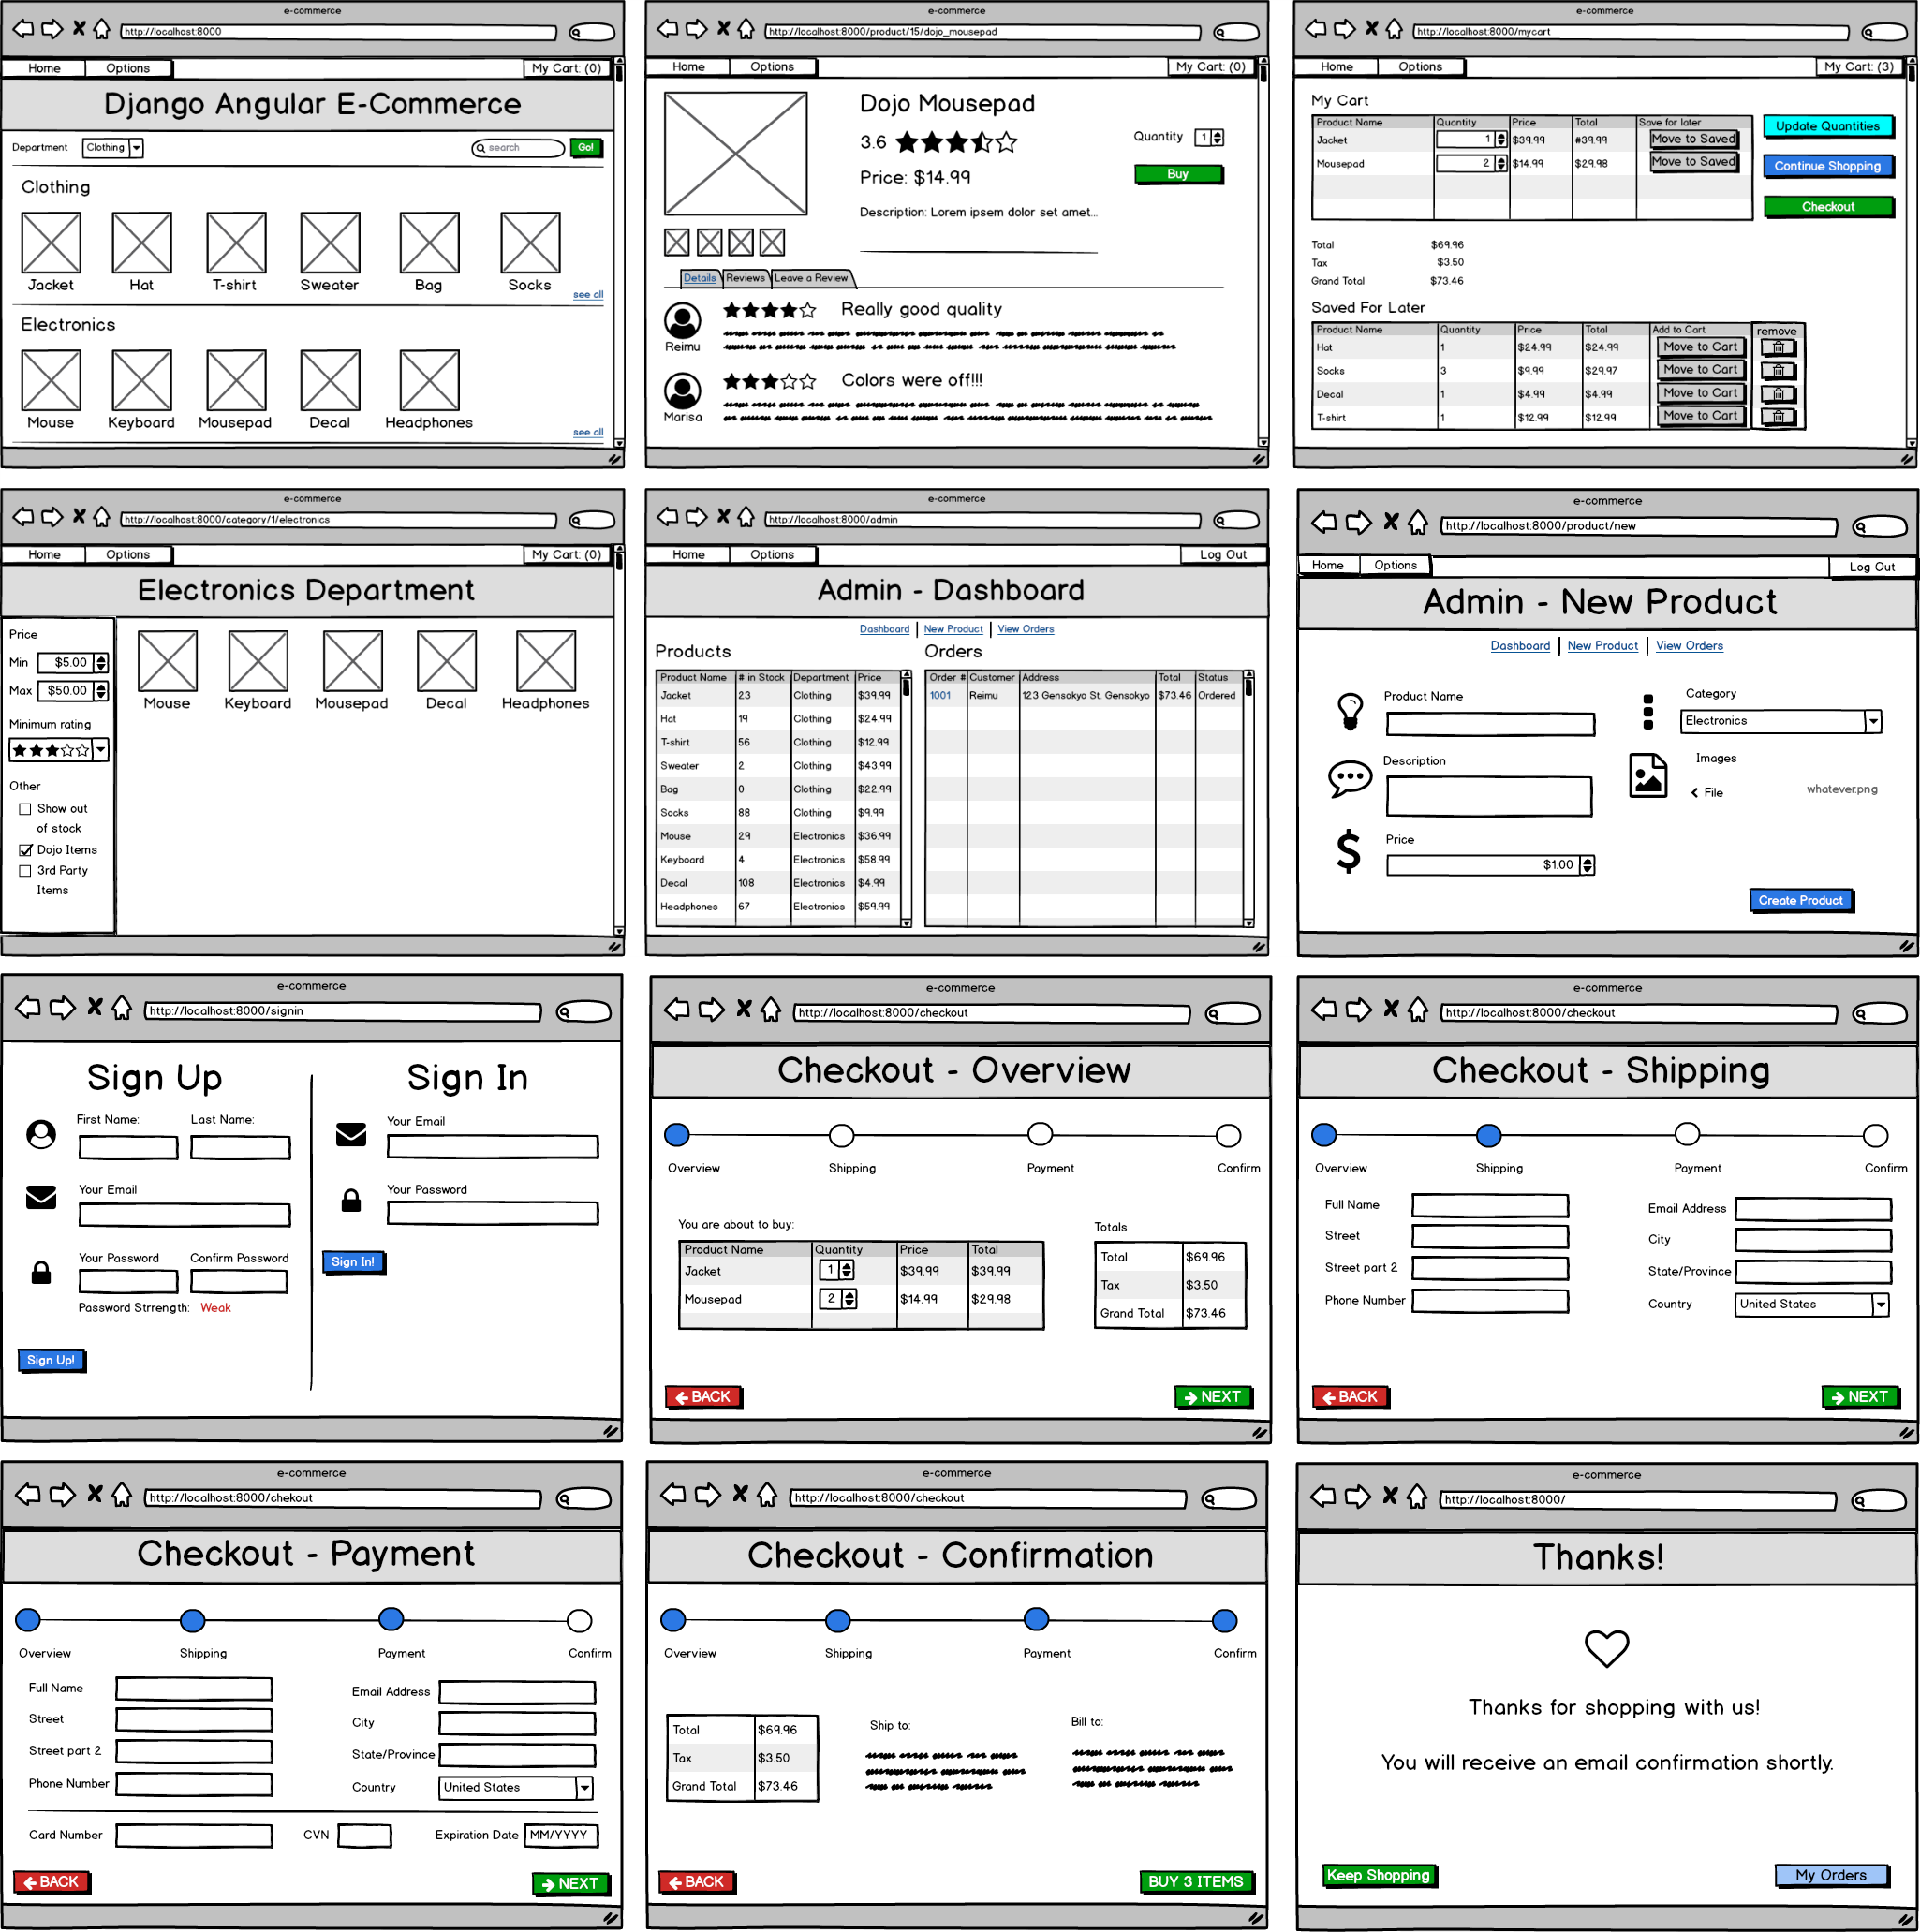 e-commerce
http://localhost:8000
Home Options My Cart: (0)
Django Angular E-Commerce
Department Clothing search Go!
Clothing
Jacket Hat T-shirt Sweater Bag Socks
see all
Electronics
Mouse Keyboard Mousepad Decal Headphones
see all
e-commerce
http://localhost:8000/product/15/dojo_mousepad
Home Options My Cart: (0)
Dojo Mousepad
3.6
Quantity 1
Price: $14.99
Buy
Description: Lorem ipsem dolor set amet...
Details Reviews Leave a Review
Really good quality
Reimu
Colors were off!!!
Marisa
e-commerce
http://localhost:8000/mycart
Home Options My Cart: (3)
My Cart
Product Name Quantity Price Total Save for later
Jacket 1 $39.99 #39.99 Move to Saved
Mousepad 2 $14.99 $29.98 Move to Saved
Update Quantities
Continue Shopping
Checkout
Total $69.96
Tax $3.50
Grand Total $73.46
Saved For Later
Product Name Quantity Price Total Add to Cart remove
Hat 1 $24.99 $24.99 Move to Cart
Socks 3 $9.99 $29.97 Move to Cart
Decal 1 $4.99 $4.99 Move to Cart
T-shirt 1 $12.99 $12.99 Move to Cart
e-commerce
http://localhost:8000/category/1/electronics
Home Options My Cart: (0)
Electronics Department
Price
Min $5.00
Max $50.00
Minimum rating
Other
Show out
of stock
Dojo Items
3rd Party
Items
Mouse Keyboard Mousepad Decal Headphones
e-commerce
http://localhost:8000/admin
Home Options Log Out
Admin - Dashboard
Dashboard New Product View Orders
Products
Product Name # in Stock Department Price
Jacket 23 Clothing $39.99
Hat 19 Clothing $24.99
T-shirt 56 Clothing $12.99
Sweater 2 Clothing $43.99
Bag 0 Clothing $22.99
Socks 88 Clothing $9.99
Mouse 29 Electronics $36.99
Keyboard 4 Electronics $58.99
Decal 108 Electronics $4.99
Headphones 67 Electronics $59.99
Orders
Order # Customer Address Total Status
1001 Reimu 123 Gensokyo St. Gensokyo $73.46 Ordered
e-commerce
http://localhost:8000/product/new
Home Options Log Out
Admin - New Product
Dashboard New Product View Orders
Product Name
Description
Price
$1.00
Category
Electronics
Images
< File whatever.png
Create Product
e-commerce
http://localhost:8000/signin
Sign Up
First Name: Last Name:
Your Email
Your Password Confirm Password
Password Strrength: Weak
Sign Up!
Sign In
Your Email
Your Password
Sign In!
e-commerce
http://localhost:8000/checkout
Checkout - Overview
Overview Shipping Payment Confirm
You are about to buy:
Product Name Quantity Price Total
Jacket 1 $39.99 $39.99
Mousepad 2 $14.99 $29.98
Totals
Total $69.96
Tax $3.50
Grand Total $73.46
BACK NEXT
e-commerce
http://localhost:8000/checkout
Checkout - Shipping
Overview Shipping Payment Confirm
Full Name Email Address
Street City
Street part 2 State/Province
Phone Number Country United States
BACK NEXT
e-commerce
http://localhost:8000/chekout
Checkout - Payment
Overview Shipping Payment Confirm
Full Name Email Address
Street City
Street part 2 State/Province
Phone Number Country United States
Card Number CVN Expiration Date MM/YYYY
BACK NEXT
e-commerce
http://localhost:8000/checkout
Checkout - Confirmation
Overview Shipping Payment Confirm
Total $69.96
Tax $3.50
Grand Total $73.46
Ship to:
Bill to:
BACK BUY 3 ITEMS
e-commerce
http://localhost:8000/
Thanks!
Thanks for shopping with us!
You will receive an email confirmation shortly.
Keep Shopping My Orders